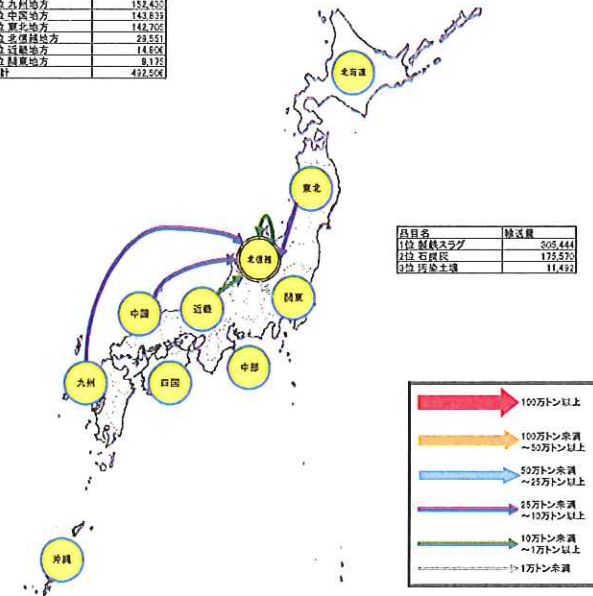 位 九州地方 152,430
位 中国地方 143,839
位 東北地方 142,705
位 北信越地方 29,551
位 近畿地方 14,806
位 関東地方 9,175
計 492,506
北海道
東北
北信越
関東
近畿
中国
中部
四国
九州
沖縄
品目名 輸送量
1位 製鉄スラグ 305,444
2位 石炭灰 175,570
3位 汚染土壌 11,492
100万トン以上
100万トン未満
～50万トン以上
50万トン未満
～25万トン以上
25万トン未満
～10万トン以上
10万トン未満
～1万トン以上
1万トン未満